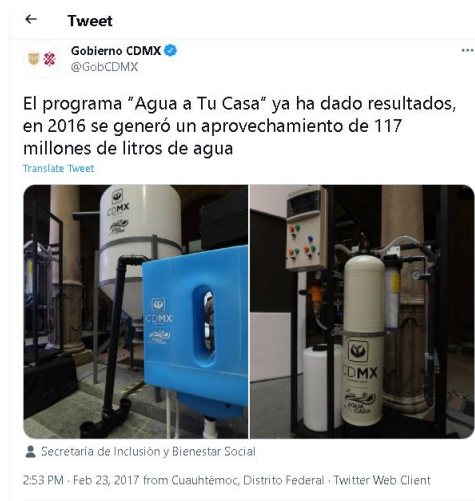 Tweet
Gobierno CDMX
@GobCDMX
El programa “Agua a Tu Casa” ya ha dado resultados,
en 2016 se generó un aprovechamiento de 117
millones de litros de agua
Translate Tweet
CDMX
CDMX
CDMX
AGUA
CASA
Secretaría de Inclusión y Bienestar Social
2:53 PM · Feb 23, 2017 from Cuauhtémoc, Distrito Federal · Twitter Web Client